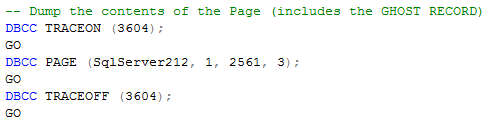 -- Dump the contents of the Page (includes the GHOST RECORD)
DBCC TRACEON (3604);
GO
DBCC PAGE (SqlServer212, 1, 2561, 3);
GO
DBCC TRACEOFF (3604);
GO